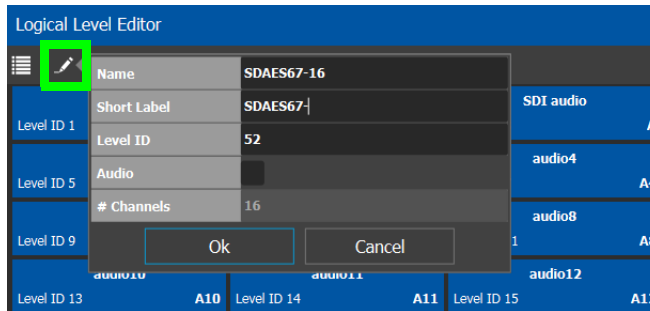 Logical Level Editor
Name SDAES67-16
Short Label SDAES67-
Level ID 52
Audio
# Channels 16
Ok Cancel
SDI audio
Level ID 1
audio4
Level ID 5
audio8
Level ID 9 1
audio10 audio11 audio12
Level ID 13 A10 Level ID 14 A11 Level ID 15